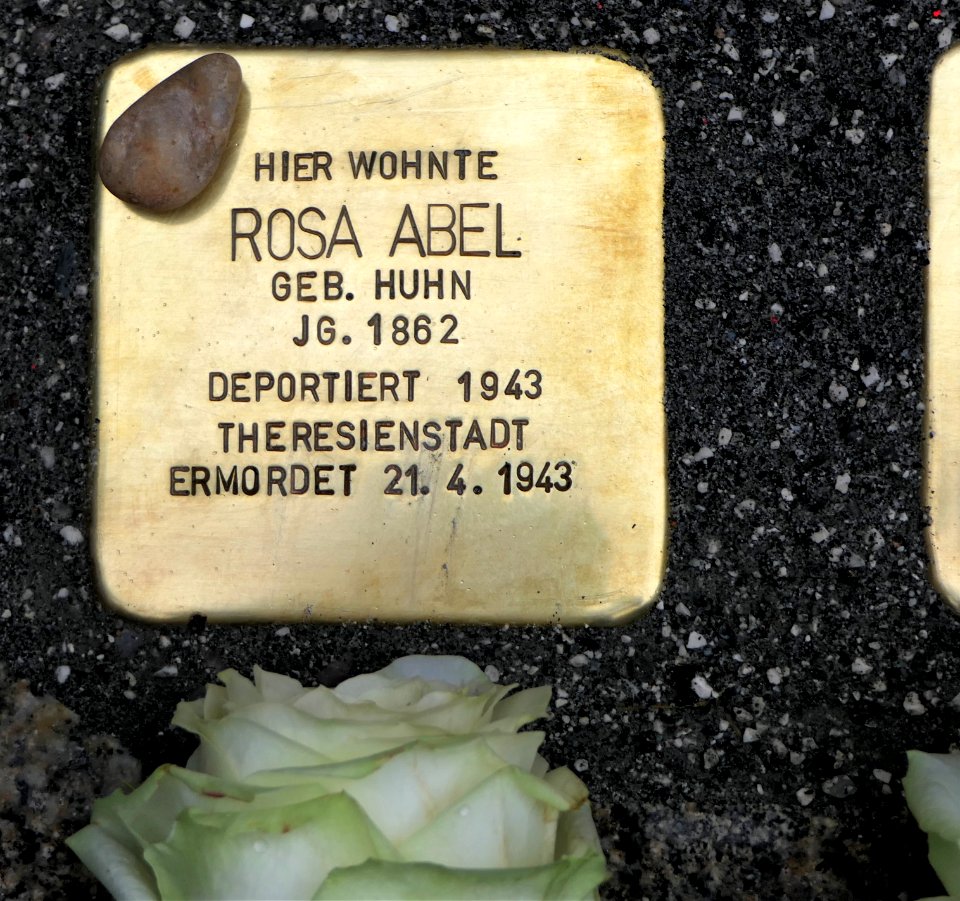 HIER WOHNTE
ROSA ABEL
GEB. HUHN
JG. 1862
DEPORTIERT 1943
THERESIENSTADT
ERMORDET 21. 4. 1943